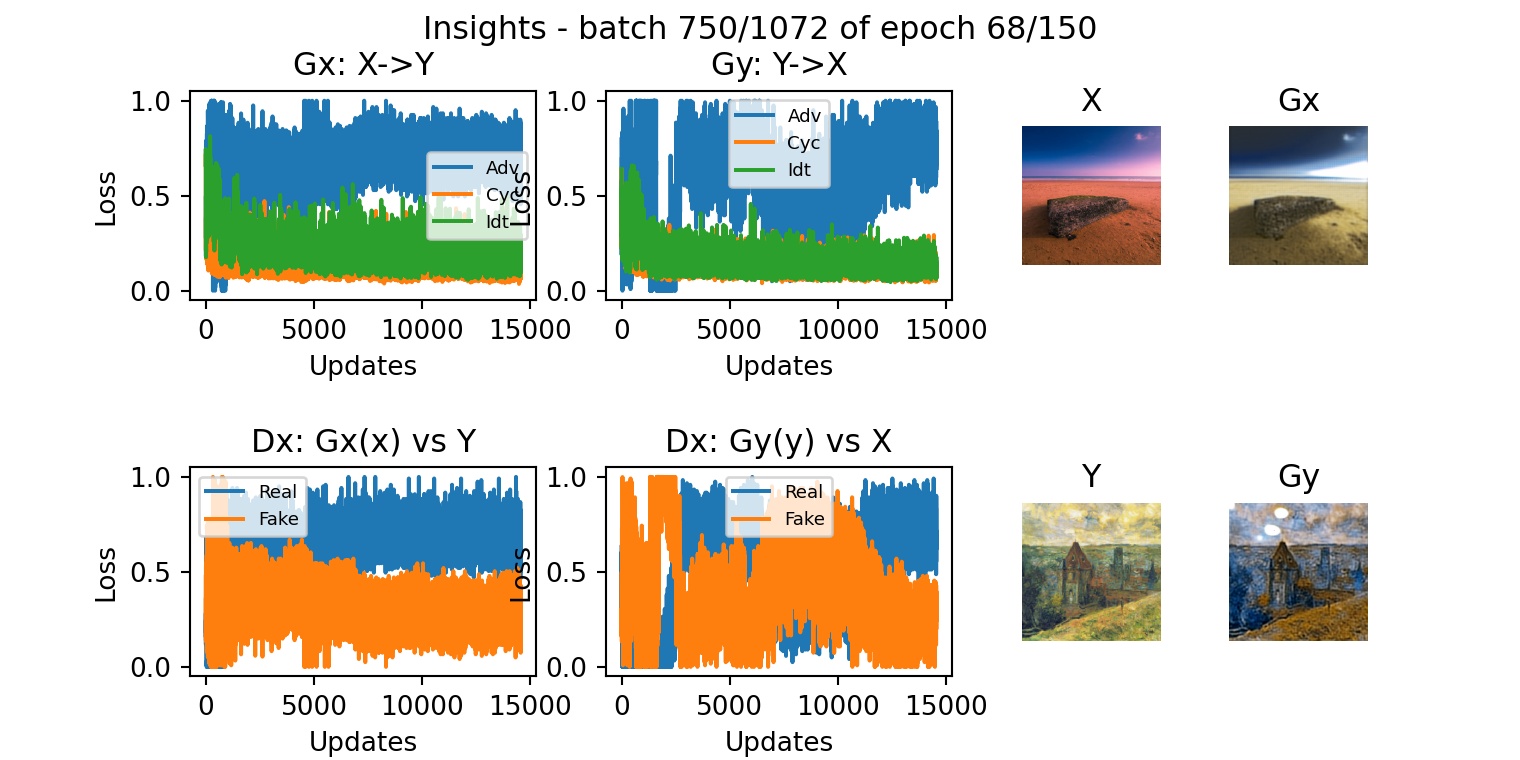 Insights - batch 750/1072 of epoch 68/150
Gx: X->Y
1.0
0.5
0.0
Loss
Adv
Cyc
Idt
0 5000 10000 15000
Updates
Gy: Y->X
1.0
0.5
0.0
Loss
Adv
Cyc
Idt
0 5000 10000 15000
Updates
X
Gx
Dx: Gx(x) vs Y
1.0
0.5
0.0
Loss
Real
Fake
0 5000 10000 15000
Updates
Dx: Gy(y) vs X
1.0
0.5
0.0
Loss
Real
Fake
0 5000 10000 15000
Updates
Y
Gy